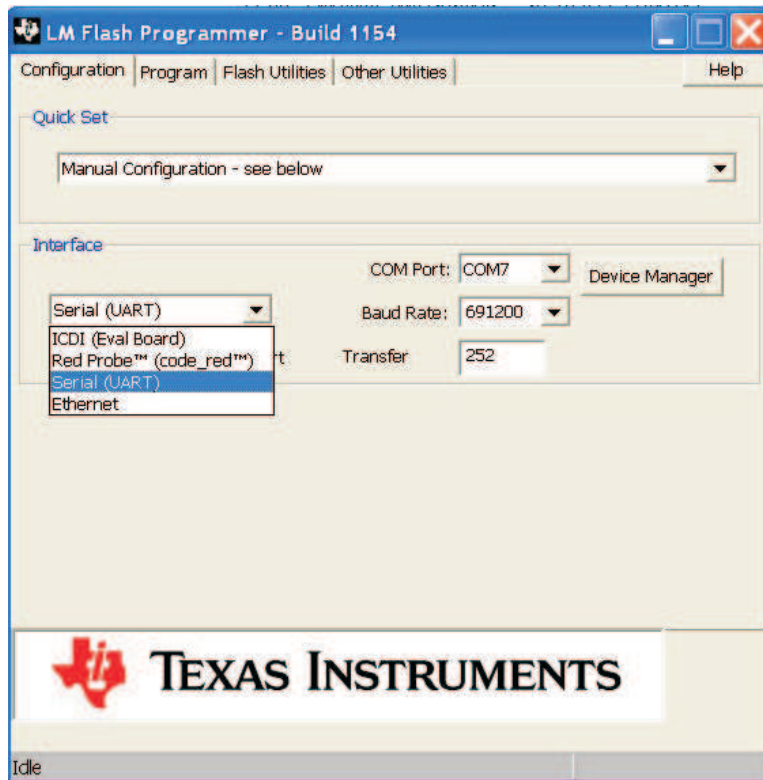 LM Flash Programmer - Build 1154
Configuration Program Flash Utilities Other Utilities Help
Quick Set
Manual Configuration - see below
Interface
COM Port: COM7 Device Manager
Serial (UART) Baud Rate: 691200
ICDI (Eval Board)
Red Probe™ (code_red™) Transfer 252
Serial (UART)
Ethernet
TEXAS INSTRUMENTS
Idle